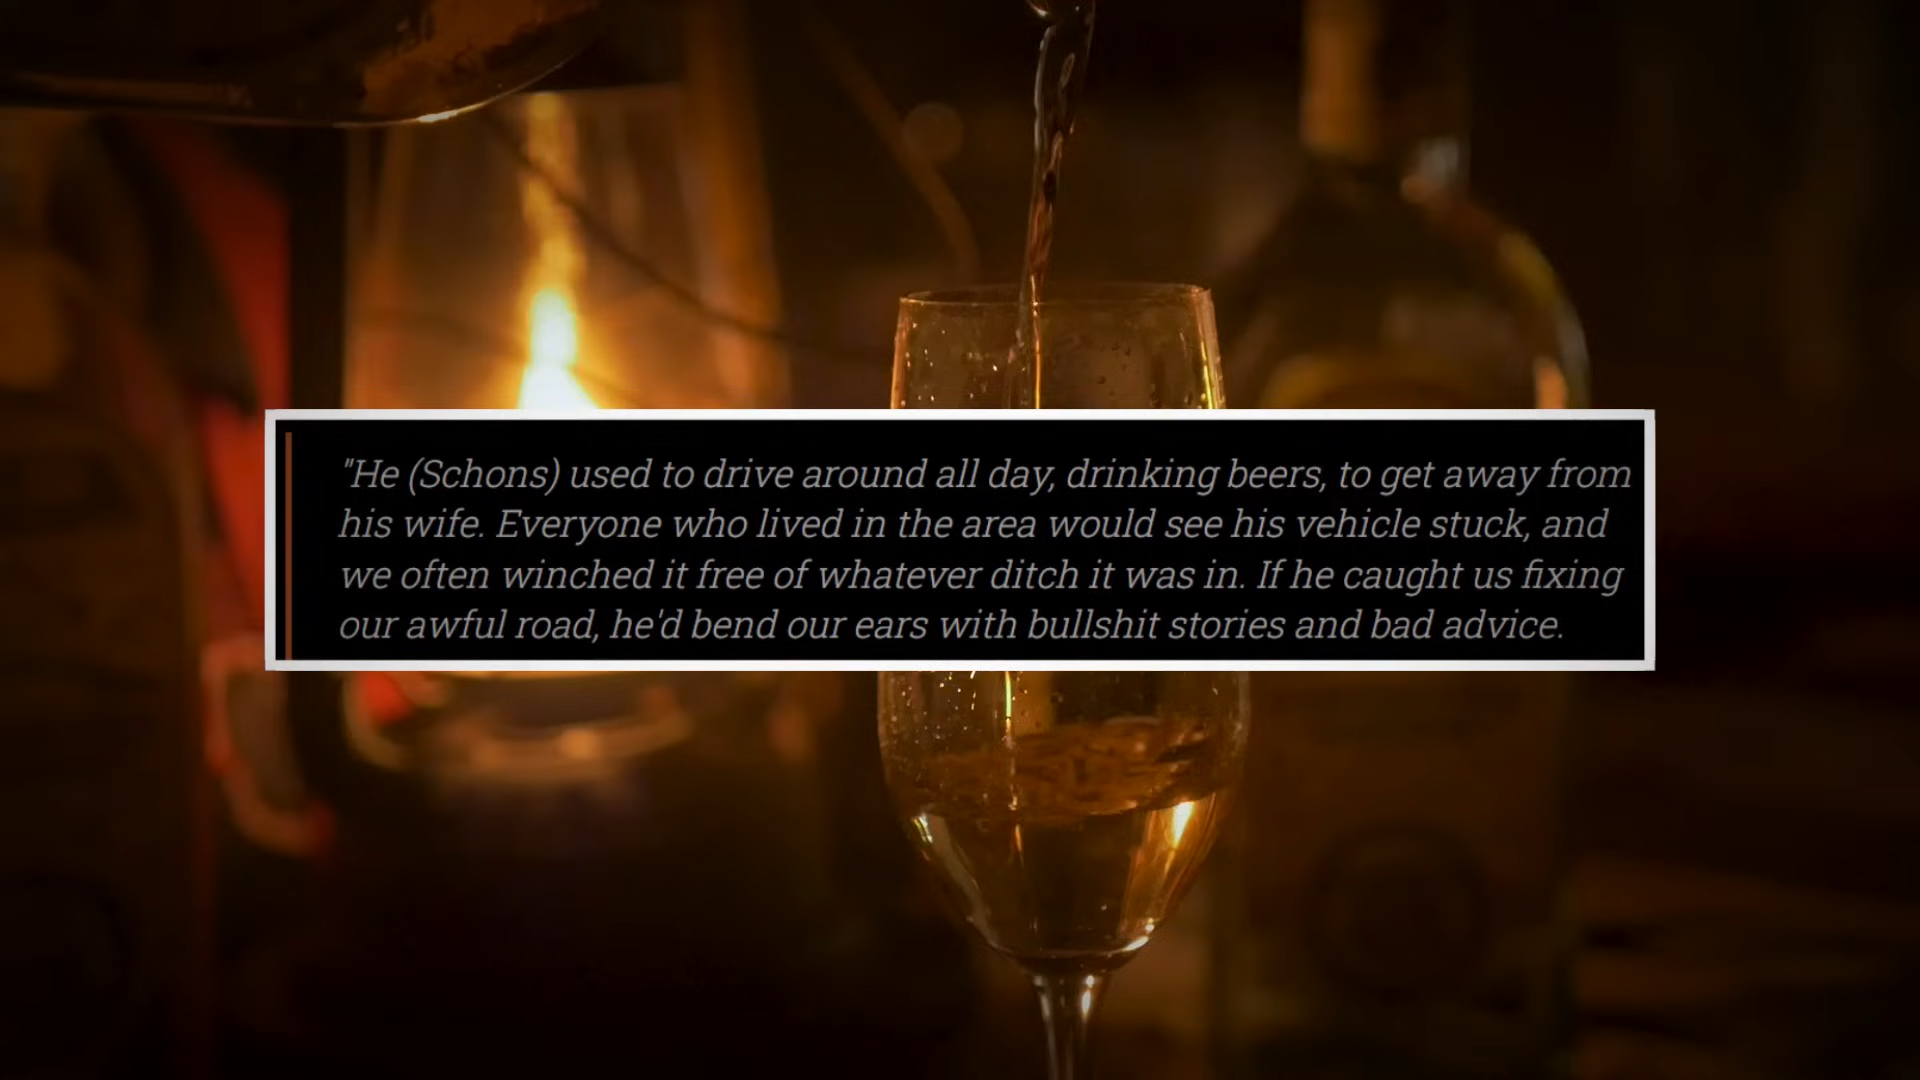 "He (Schons) used to drive around all day, drinking beers, to get away from
his wife. Everyone who lived in the area would see his vehicle stuck, and
we often winched it free of whatever ditch it was in. If he caught us fixing
our awful road, he'd bend our ears with bullshit stories and bad advice.